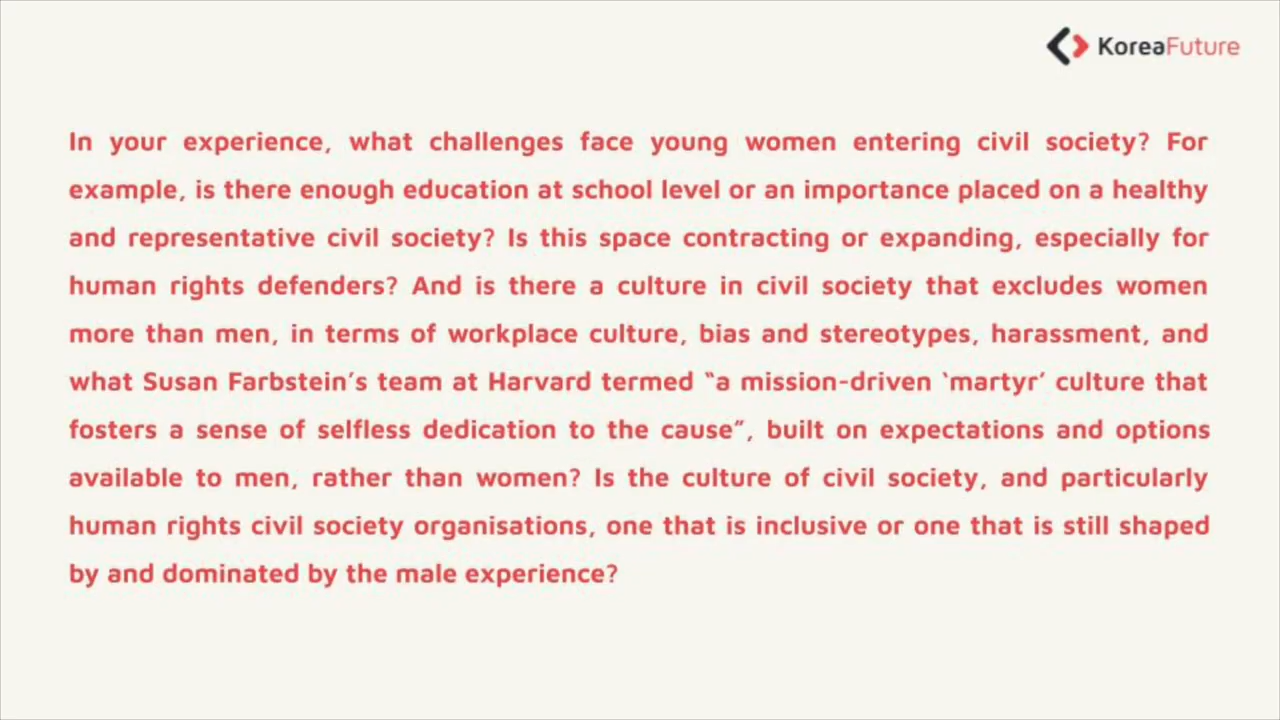 KoreaFuture
In your experience, what challenges face young women entering civil society? For
example, is there enough education at school level or an importance placed on a healthy
and representative civil society? Is this space contracting or expanding, especially for
human rights defenders? And is there a culture in civil society that excludes women
more than men, in terms of workplace culture, bias and stereotypes, harassment, and
what Susan Farbstein’s team at Harvard termed “a mission-driven ‘martyr’ culture that
fosters a sense of selfless dedication to the cause”, built on expectations and options
available to men, rather than women? Is the culture of civil society, and particularly
human rights civil society organisations, one that is inclusive or one that is still shaped
by and dominated by the male experience?